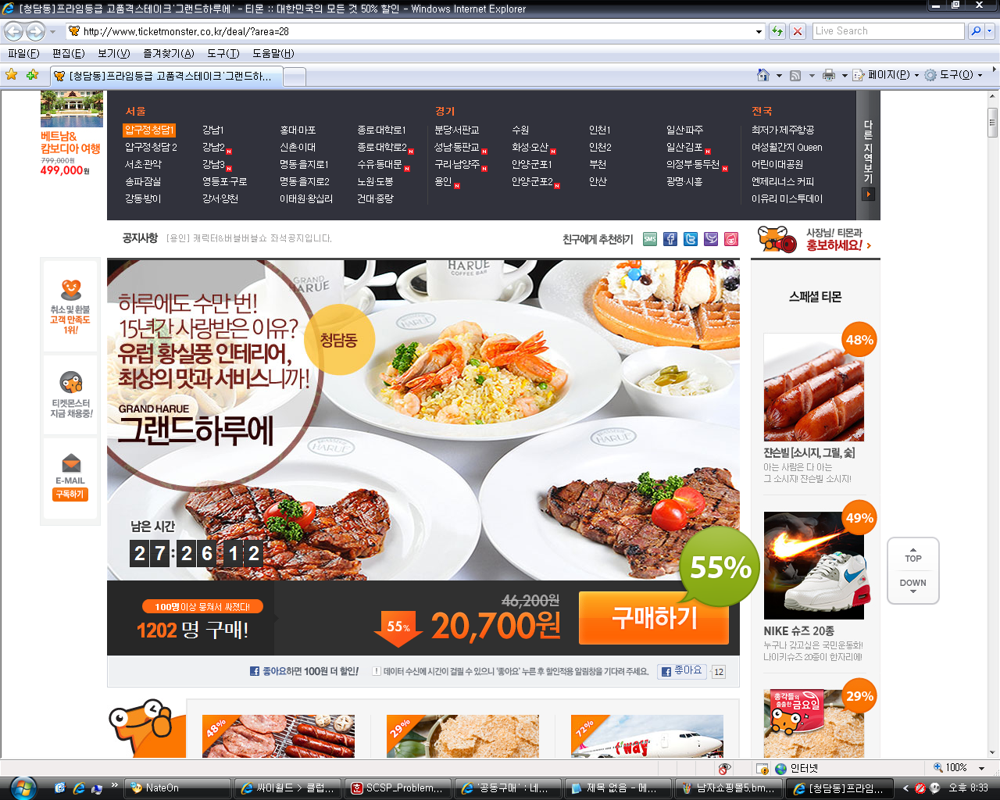 [청담동]프라임등급 고품격스테이크'그랜드하루에' - 티몬 :: 대한민국의 모든 것 50% 할인 - Windows Internet Explorer
http://www.ticketmonster.co.kr/deal/?area=28
Live Search
파일(F) 편집(E) 보기(V) 즐겨찾기(A) 도구(T) 도움말(H)
[청담동]프라임등급 고품격스테이크'그랜드하...
페이지(P) 도구(O)
베트남&
캄보디아 여행
799,000원
499,000원
서울 경기 전국
압구정·청담1 강남1 홍대·마포 종로·대학로1 분당·서판교 수원 인천1 일산·파주 최저가·제주항공
압구정·청담 2 강남2 N 신촌·이대 종로·대학로2 N 성남·동판교 N 화성·오산 N 인천2 일산·김포 N 여성월간지 Queen
서초·관악 강남3 N 명동·을지로1 수유·동대문 N 구리·남양주 N 안양·군포1 부천 의정부·동두천 N 어린이대공원
송파·잠실 영등포·구로 명동·을지로2 노원·도봉 용인 N 안양·군포2 N 안산 광명·시흥 엔제리너스 커피
강동·방이 강서·양천 이태원·왕십리 건대·중랑 이유리 미스투데이
다른 지역보기
공지사항 [용인] 캐릭터&버블버블쇼 좌석공지입니다.
친구에게 추천하기 SMS
사장님! 티몬과
홍보하세요!
취소 및 환불
고객 만족도
1위!
티켓몬스터
지금 채용중!
E-MAIL
구독하기
GRAND
HARUE
HARUE
COFFEE BAR
하루에도 수만 번!
15년간 사랑받은 이유?
유럽 황실풍 인테리어,
최상의 맛과 서비스니까!
청담동
GRAND HARUE
그랜드하루에
HARUE
남은 시간
27:26:12
55%
100명이상 뭉쳐서 싸졌다!
1202 명 구매!
46,200원
55%
20,700원
구매하기
좋아요하면 100원 더 할인!
데이터 수신에 시간이 걸릴 수 있으니 '좋아요' 누른 후 할인적용 알림창을 기다려 주세요.
좋아요 12
48%
29%
72%
t'way
스페셜 티몬
48%
쟌슨빌 [소시지, 그릴, 숯]
아는 사람은 다 아는
그 소시지! 쟌슨빌 소시지!
49%
NIKE 슈즈 20종
누구나 갖고싶은 국민운동화!
나이키슈즈 20종이 한자리에!
29%
총각들의
출출한
금요일
TOP
DOWN
인터넷 100%
NateOn
싸이월드 > 클럽...
SCSP_Problem...
'공동구매' : 네...
제목 없음 - 메...
남자쇼핑몰5.bm...
[청담동]프라임...
오후 8:33